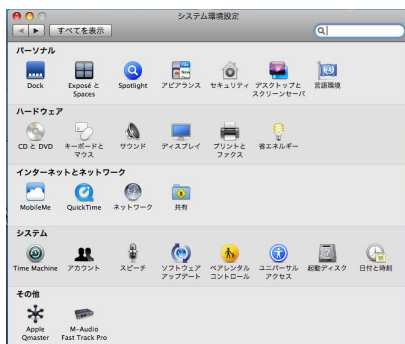 システム環境設定
すべてを表示
パーソナル
Dock
Exposé と
Spaces
Spotlight
アピアランス
セキュリティ
デスクトップと
スクリーンセーバ
言語環境
ハードウェア
CD と DVD
キーボードと
マウス
サウンド
ディスプレイ
プリントと
ファクス
省エネルギー
インターネットとネットワーク
MobileMe
QuickTime
ネットワーク
共有
システム
Time Machine
アカウント
スピーチ
ソフトウェア
アップデート
ペアレンタル
コントロール
ユニバーサル
アクセス
起動ディスク
日付と時刻
その他
Apple
Qmaster
M-Audio
Fast Track Pro